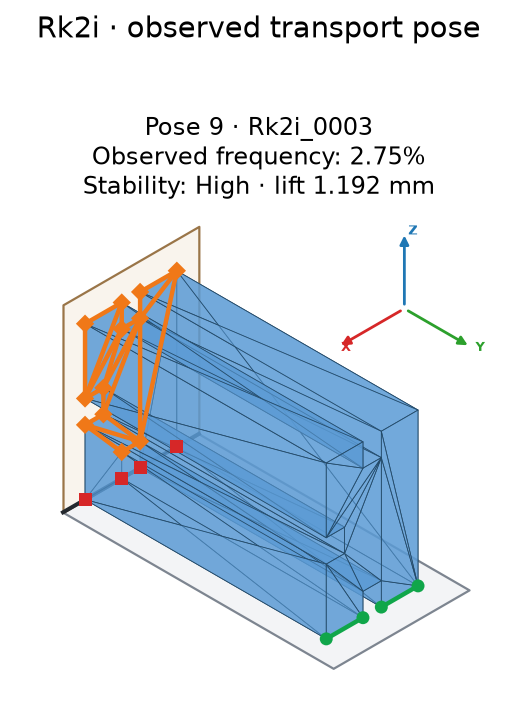 Rk2i · observed transport pose
Pose 9 · Rk2i_0003
Observed frequency: 2.75%
Stability: High · lift 1.192 mm
Z
X
Y